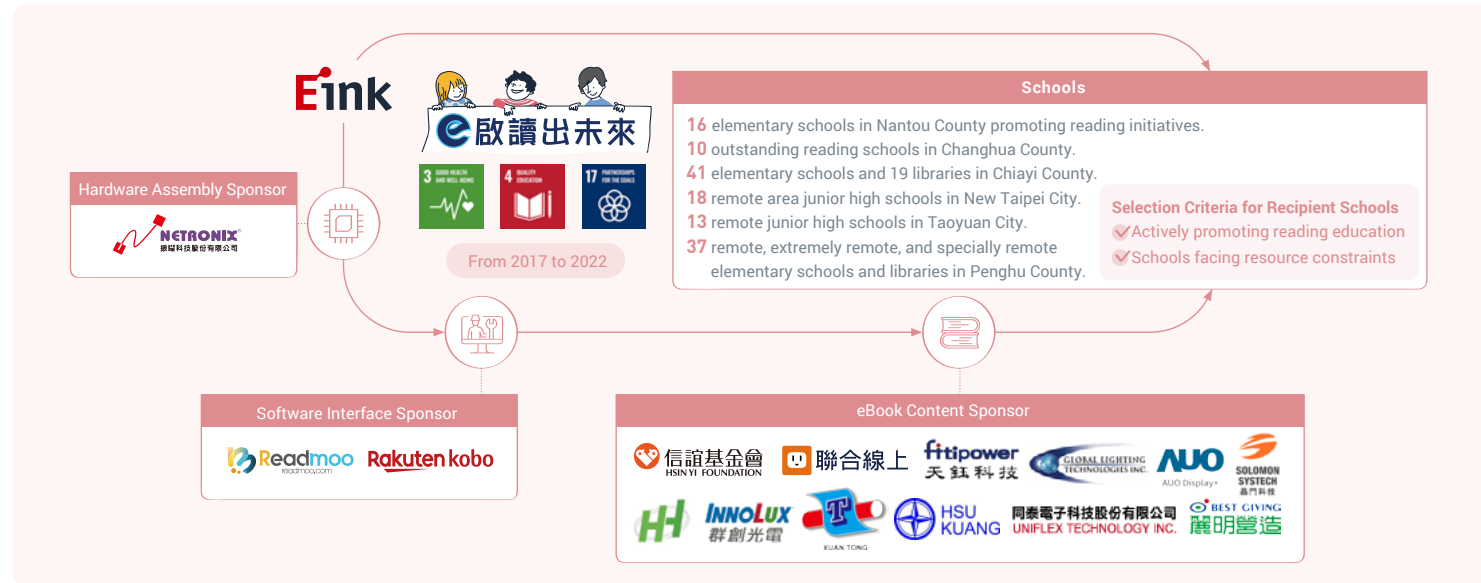 Eink
e啟讀出未來
3 GOOD HEALTH
AND WELL-BEING
4 QUALITY
EDUCATION
17 PARTNERSHIPS
FOR THE GOALS
From 2017 to 2022
Hardware Assembly Sponsor
NETRONIX®
振曜科技股份有限公司
Schools
16 elementary schools in Nantou County promoting reading initiatives.
10 outstanding reading schools in Changhua County.
41 elementary schools and 19 libraries in Chiayi County.
18 remote area junior high schools in New Taipei City.
13 remote junior high schools in Taoyuan City.
37 remote, extremely remote, and specially remote
elementary schools and libraries in Penghu County.
Selection Criteria for Recipient Schools
Actively promoting reading education
Schools facing resource constraints
Software Interface Sponsor
Readmoo
readmoo.com
Rakuten kobo
eBook Content Sponsor
信誼基金會
HSIN YI FOUNDATION
聯合線上
fitipower
天鈺科技
GLOBAL LIGHTING
TECHNOLOGIES INC.
AUO
AUO Display+
SOLOMON
SYSTECH
晶門科技
INNOLUX
群創光電
T
XUAN TONG
HSU
KUANG
同泰電子科技股份有限公司
UNIFLEX TECHNOLOGY INC.
BEST GIVING
麗明營造